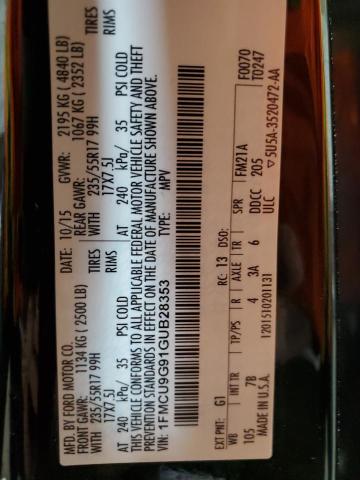 MFD. BY FORD MOTOR CO.
DATE: 10/15 GVWR: 2195 KG ( 4840 LB)
FRONT GAWR: 1134 KG ( 2500 LB) REAR GAWR: 1067 KG ( 2352 LB)
WITH 235/55R17 99H TIRES WITH 235/55R17 99H TIRES
17X7.5J RIMS 17X7.5J RIMS
AT 240 kPa/ 35 PSI COLD AT 240 kPa/ 35 PSI COLD
THIS VEHICLE CONFORMS TO ALL APPLICABLE FEDERAL MOTOR VEHICLE SAFETY AND THEFT
PREVENTION STANDARDS IN EFFECT ON THE DATE OF MANUFACTURE SHOWN ABOVE.
VIN: 1FMCU9G91GUB28353
TYPE: MPV
F0070
T0247
EXT PNT: G1 RC: 13 DSO: FM21A
WB INT TR TP/PS R AXLE TR SPR
105 7B 4 3A 6 DDCC 205
MADE IN U.S.A. 1201510201131 ULC
5U5A-3520472-AA